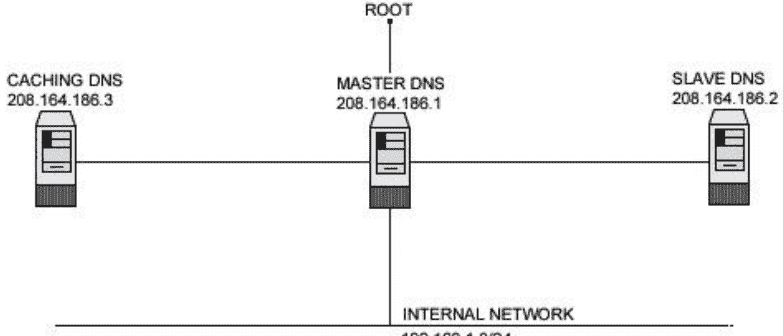 ROOT
CACHING DNS
208.164.186.3
MASTER DNS
208.164.186.1
SLAVE DNS
208.164.186.2
INTERNAL NETWORK